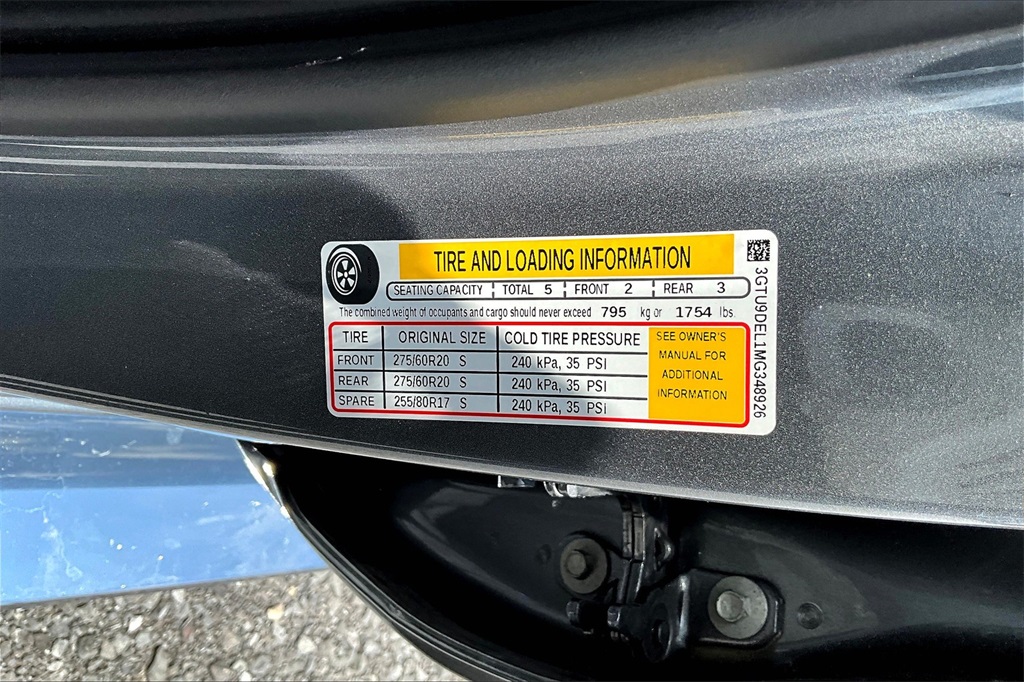 TIRE AND LOADING INFORMATION
SEATING CAPACITY TOTAL 5 FRONT 2 REAR 3
The combined weight of occupants and cargo should never exceed 795 kg or 1754 lbs.
TIRE ORIGINAL SIZE COLD TIRE PRESSURE
FRONT 275/60R20 S 240 kPa, 35 PSI
REAR 275/60R20 S 240 kPa, 35 PSI
SPARE 255/80R17 S 240 kPa, 35 PSI
SEE OWNER'S
MANUAL FOR
ADDITIONAL
INFORMATION
3GTU9DEL1MG348926